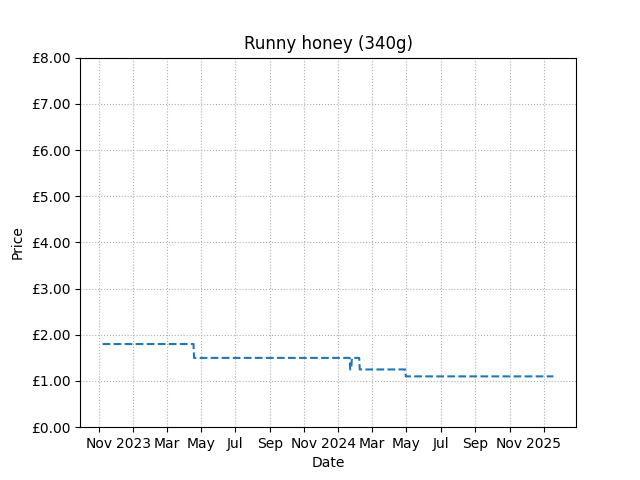 Runny honey (340g)
£8.00
£7.00
£6.00
£5.00
£4.00
£3.00
£2.00
£1.00
£0.00
Price
Nov 2023 Mar May Jul Sep Nov 2024 Mar May Jul Sep Nov 2025
Date